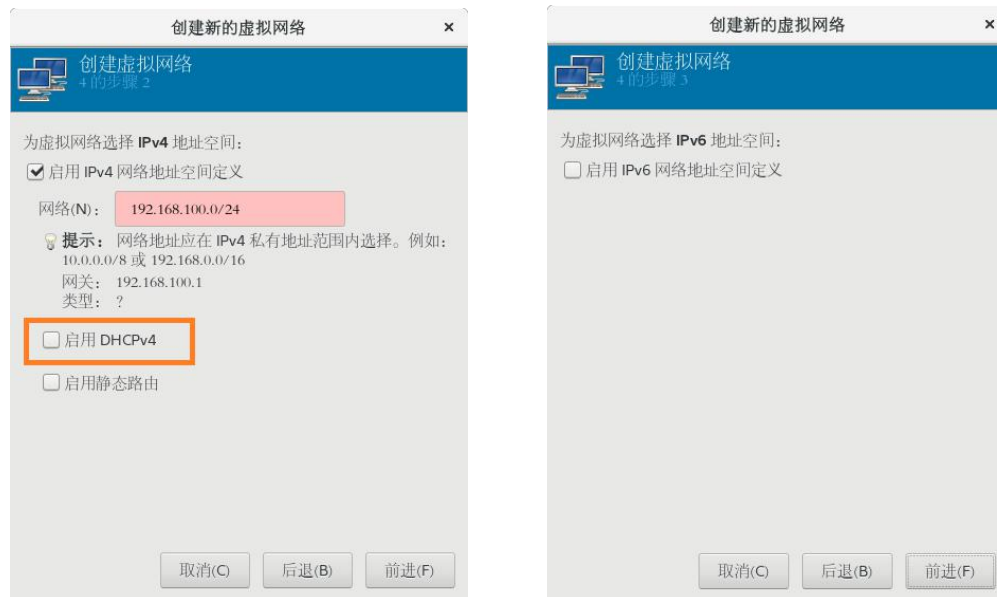 创建新的虚拟网络 ×
创建虚拟网络
4 的步骤 2
为虚拟网络选择 IPv4 地址空间:
启用 IPv4 网络地址空间定义
网络(N): 192.168.100.0/24
提示: 网络地址应在 IPv4 私有地址范围内选择。例如:
10.0.0.0/8 或 192.168.0.0/16
网关: 192.168.100.1
类型: ?
启用 DHCPv4
启用静态路由
取消(C) 后退(B) 前进(F)
创建新的虚拟网络 ×
创建虚拟网络
4 的步骤 3
为虚拟网络选择 IPv6 地址空间:
启用 IPv6 网络地址空间定义
取消(C) 后退(B) 前进(F)